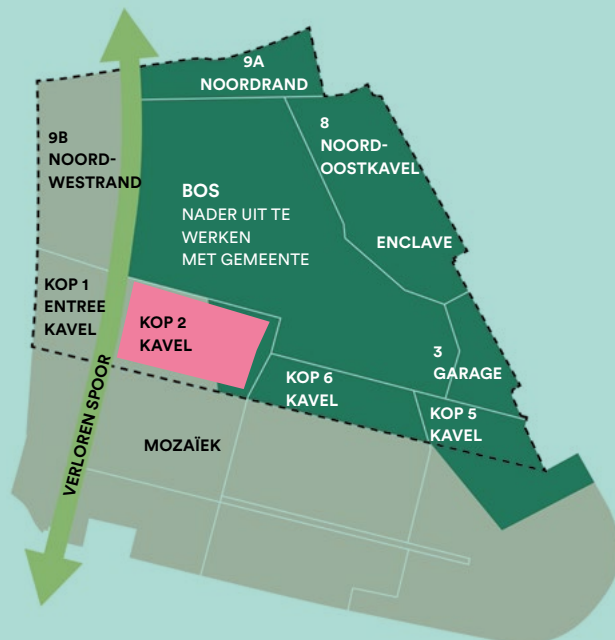 9A
NOORDRAND
8
NOORD-
OOSTKAVEL
9B
NOORD-
WESTRAND
BOS
NADER UIT TE
WERKEN
MET GEMEENTE
ENCLAVE
KOP 1
ENTREE
KAVEL
KOP 2
KAVEL
3
GARAGE
KOP 6
KAVEL
KOP 5
KAVEL
VERLOREN SPOOR
MOZAÏEK